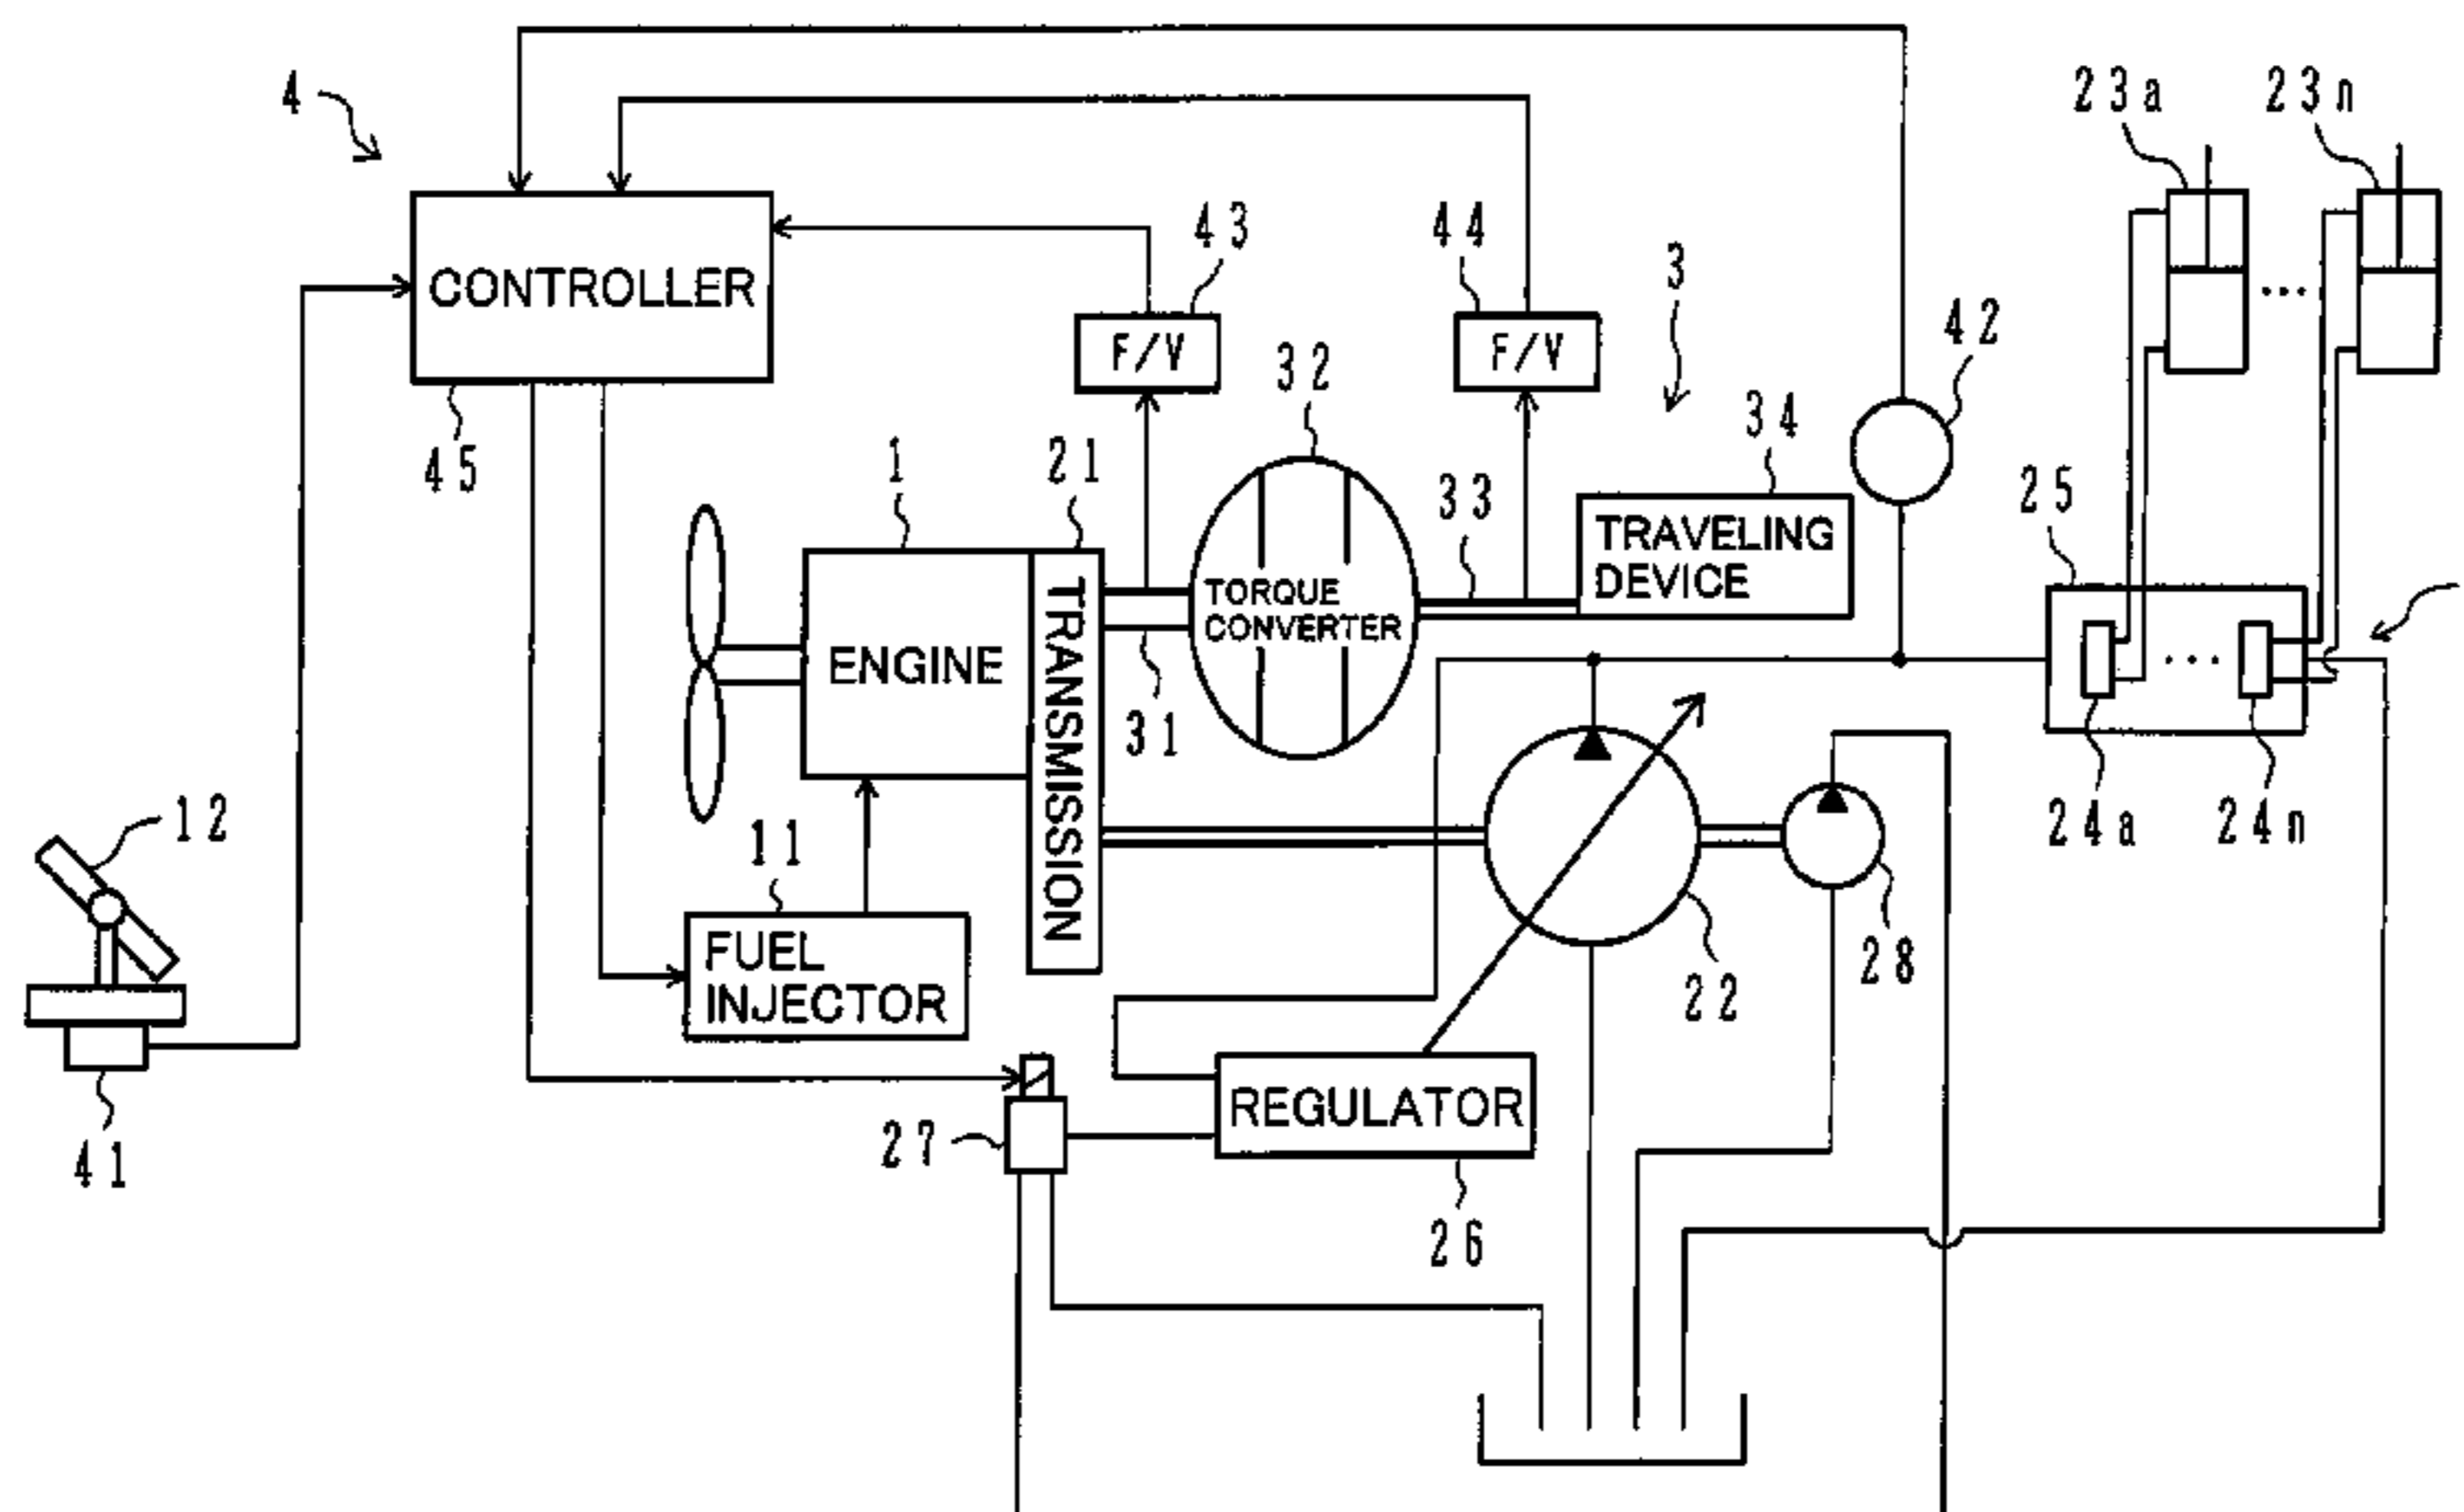 4
23a
23n
43
44
3
CONTROLLER
F/V
F/V
32
42
45
1
21
34
33
25
TRAVELING
DEVICE
TORQUE
CONVERTER
ENGINE
TRANSMISSION
31
12
11
24a
24n
FUEL
INJECTOR
28
22
REGULATOR
27
41
26